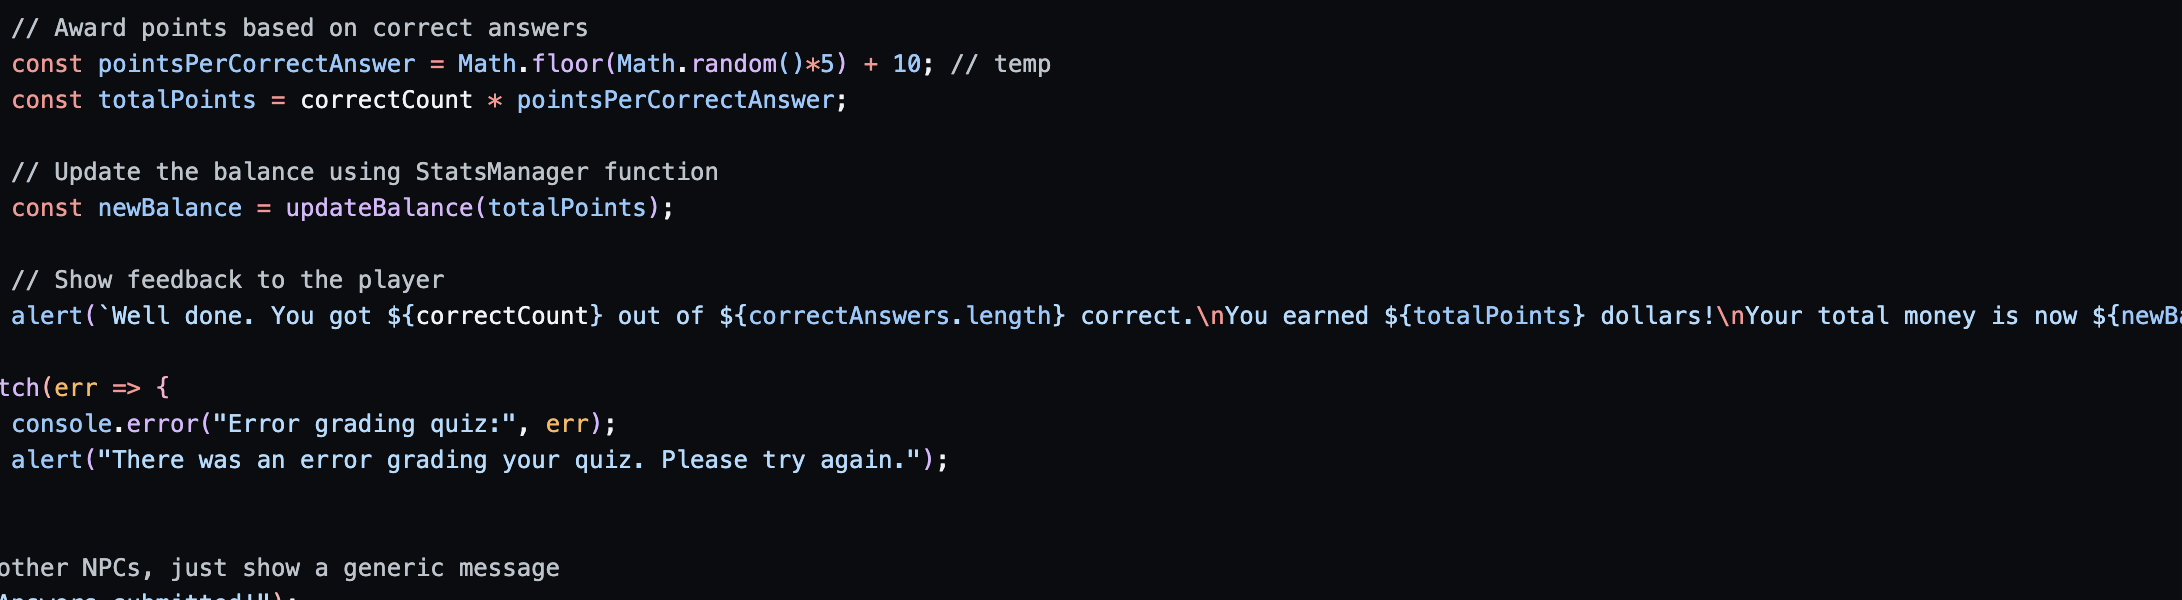 // Award points based on correct answers
const pointsPerCorrectAnswer = Math.floor(Math.random()*5) + 10; // temp
const totalPoints = correctCount * pointsPerCorrectAnswer;
// Update the balance using StatsManager function
const newBalance = updateBalance(totalPoints);
// Show feedback to the player
alert(`Well done. You got ${correctCount} out of ${correctAnswers.length} correct.\nYou earned ${totalPoints} dollars!\nYour total money is now ${newBa
tch(err => {
console.error("Error grading quiz:", err);
alert("There was an error grading your quiz. Please try again.");
other NPCs, just show a generic message
Answers submitted!");